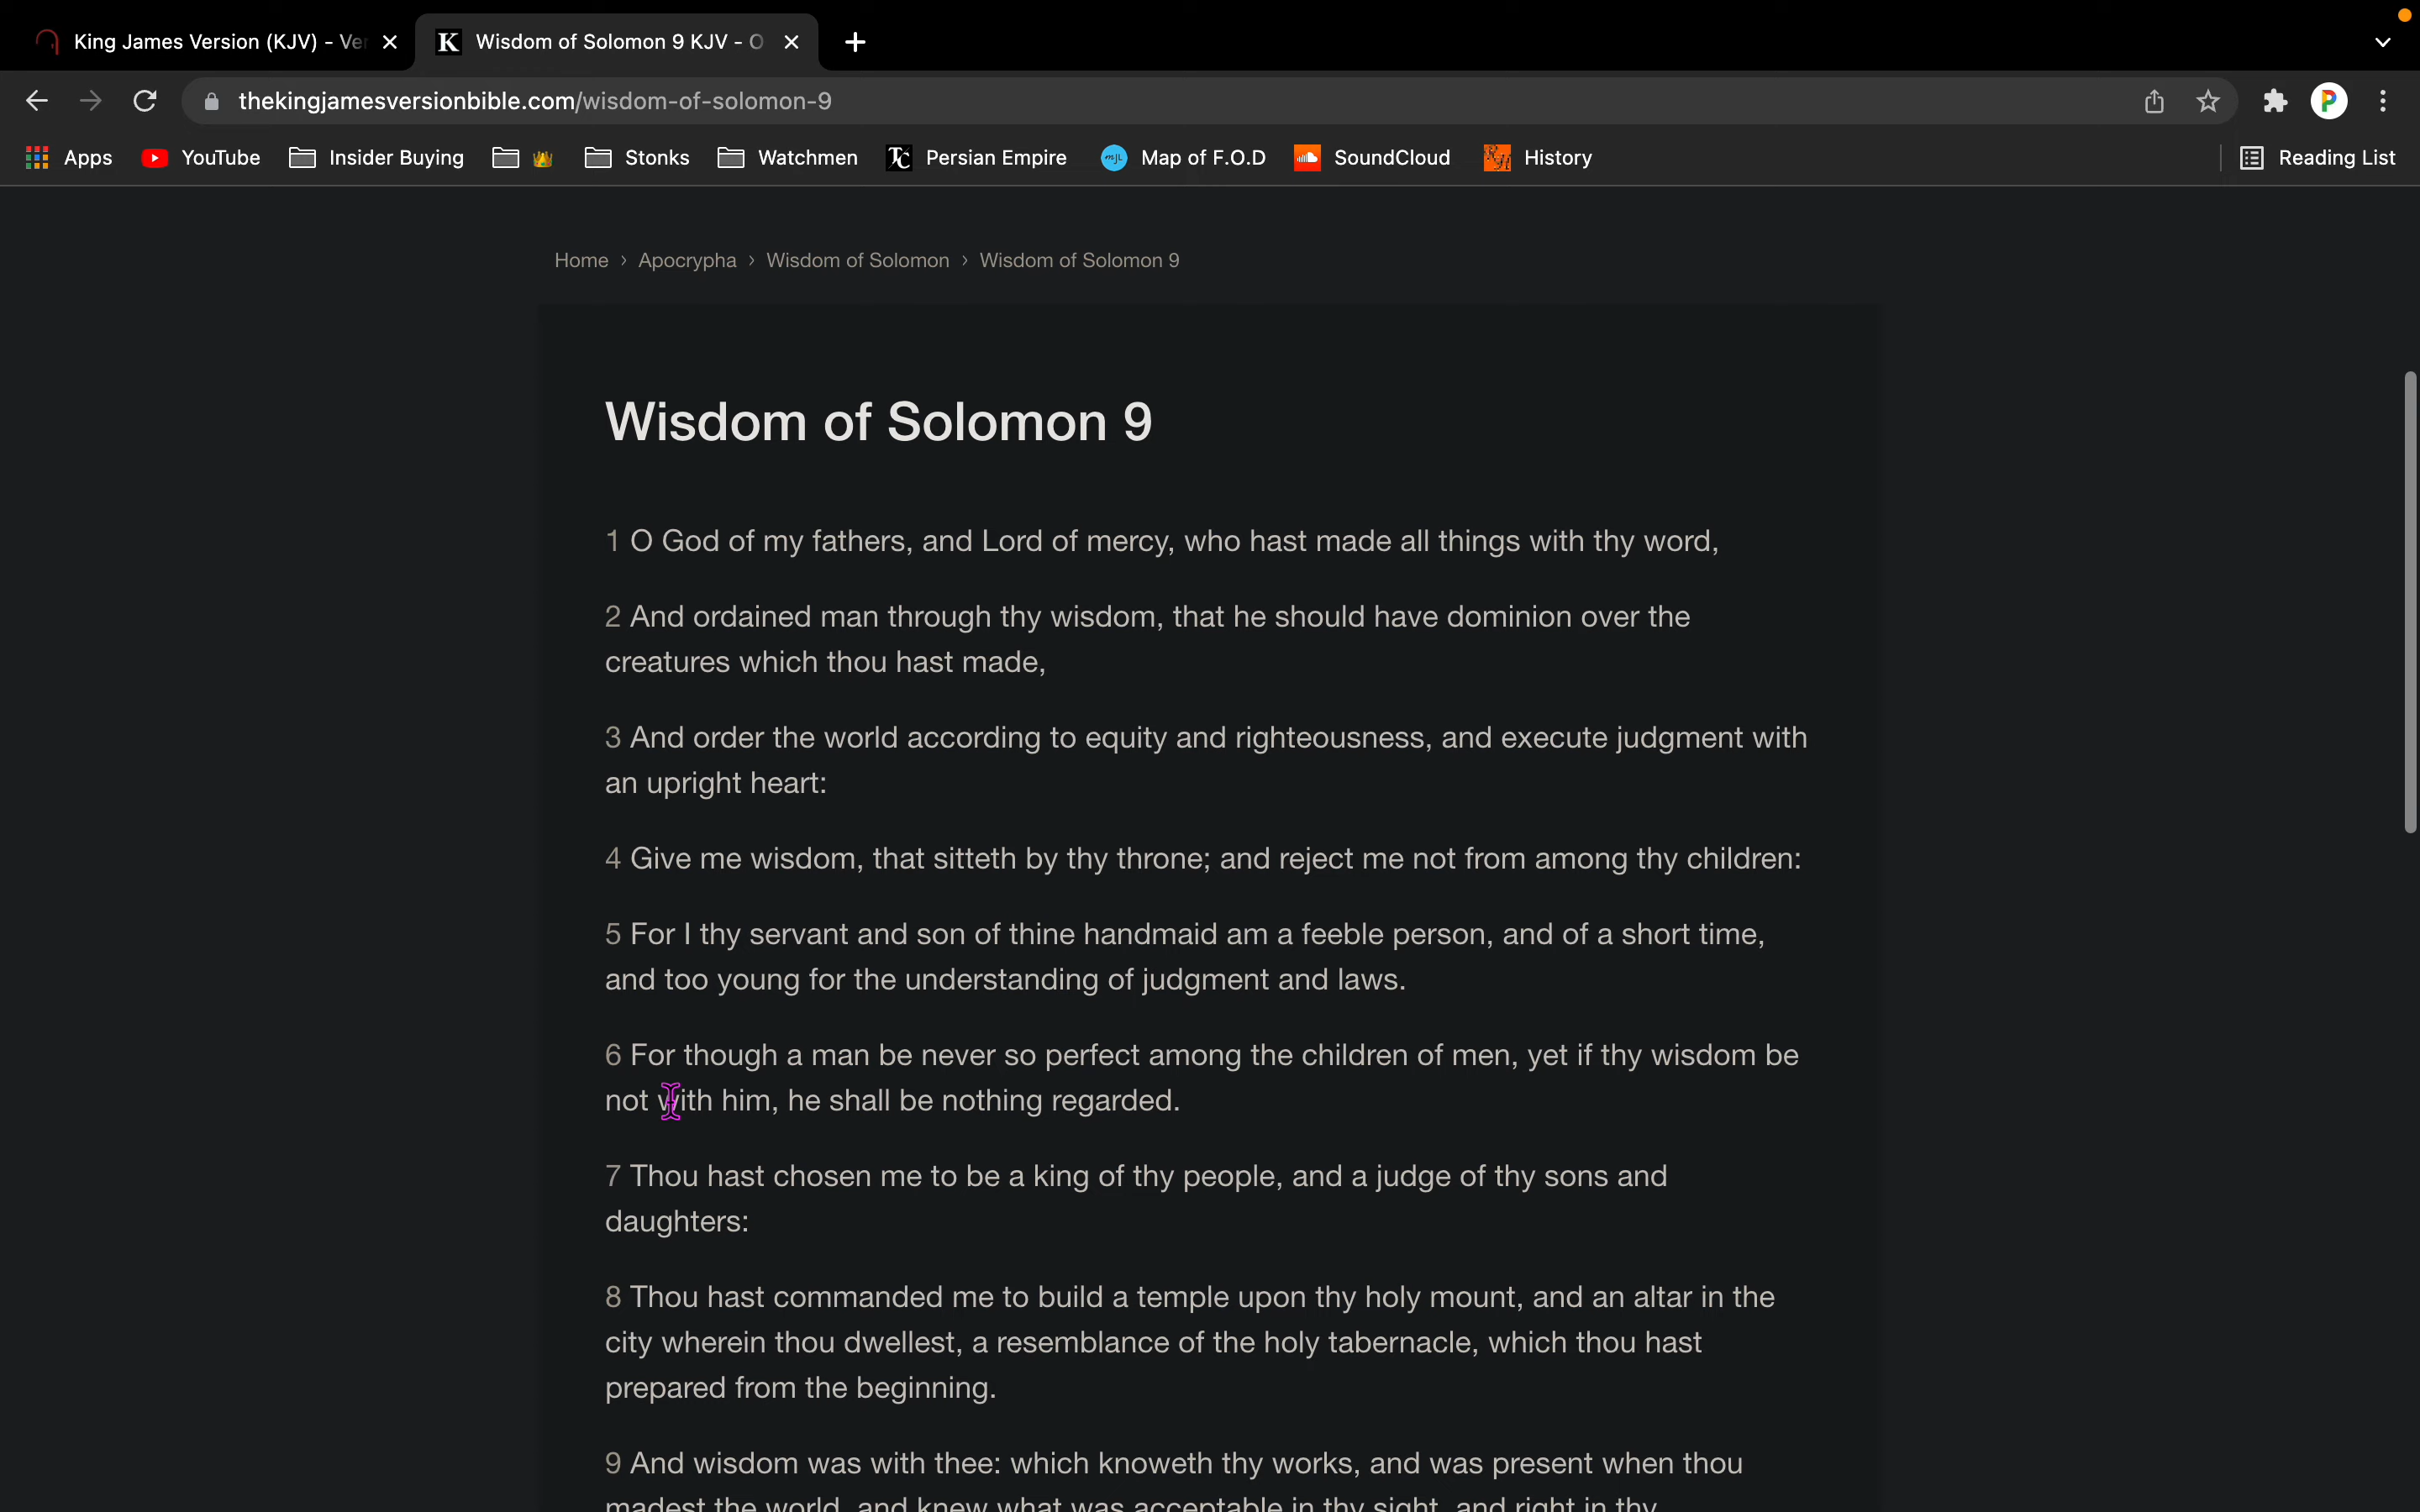 King James Version (KJV) - Ver
Wisdom of Solomon 9 KJV - O
thekingjamesversionbible.com/wisdom-of-solomon-9
P
Apps
YouTube
Insider Buying
Stonks
Watchmen
Persian Empire
Map of F.O.D
SoundCloud
History
Reading List
Home › Apocrypha › Wisdom of Solomon › Wisdom of Solomon 9
Wisdom of Solomon 9
1 O God of my fathers, and Lord of mercy, who hast made all things with thy word,
2 And ordained man through thy wisdom, that he should have dominion over the
creatures which thou hast made,
3 And order the world according to equity and righteousness, and execute judgment with
an upright heart:
4 Give me wisdom, that sitteth by thy throne; and reject me not from among thy children:
5 For I thy servant and son of thine handmaid am a feeble person, and of a short time,
and too young for the understanding of judgment and laws.
6 For though a man be never so perfect among the children of men, yet if thy wisdom be
not with him, he shall be nothing regarded.
7 Thou hast chosen me to be a king of thy people, and a judge of thy sons and
daughters:
8 Thou hast commanded me to build a temple upon thy holy mount, and an altar in the
city wherein thou dwellest, a resemblance of the holy tabernacle, which thou hast
prepared from the beginning.
9 And wisdom was with thee: which knoweth thy works, and was present when thou
madest the world, and knew what was acceptable in thy sight, and right in thy